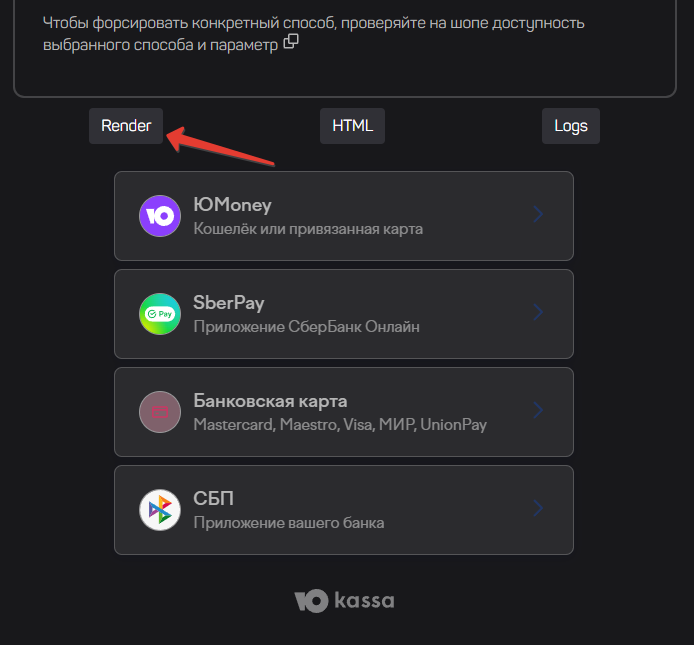 Чтобы форсировать конкретный способ, проверяйте на шопе доступность
выбранного способа и параметр
Render HTML Logs
ЮMoney
Кошелёк или привязанная карта
SberPay
Pay
Приложение СберБанк Онлайн
Банковская карта
Mastercard, Maestro, Visa, МИР, UnionPay
СБП
Приложение вашего банка
Ю kassa